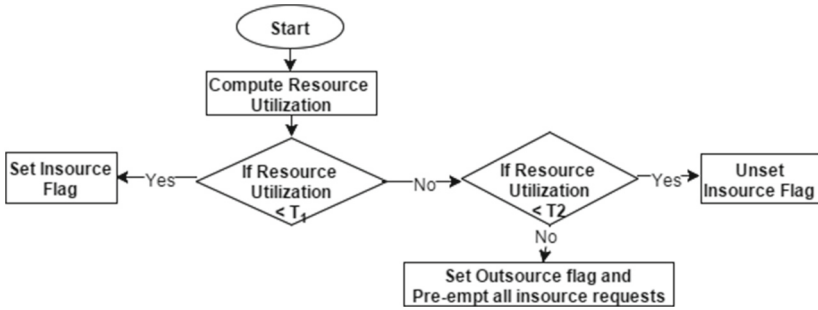 Start
Compute Resource
Utilization
If Resource
Utilization
< T1
Yes
Set Insource
Flag
No
If Resource
Utilization
< T2
Yes
Unset
Insource Flag
No
Set Outsource flag and
Pre-empt all insource requests